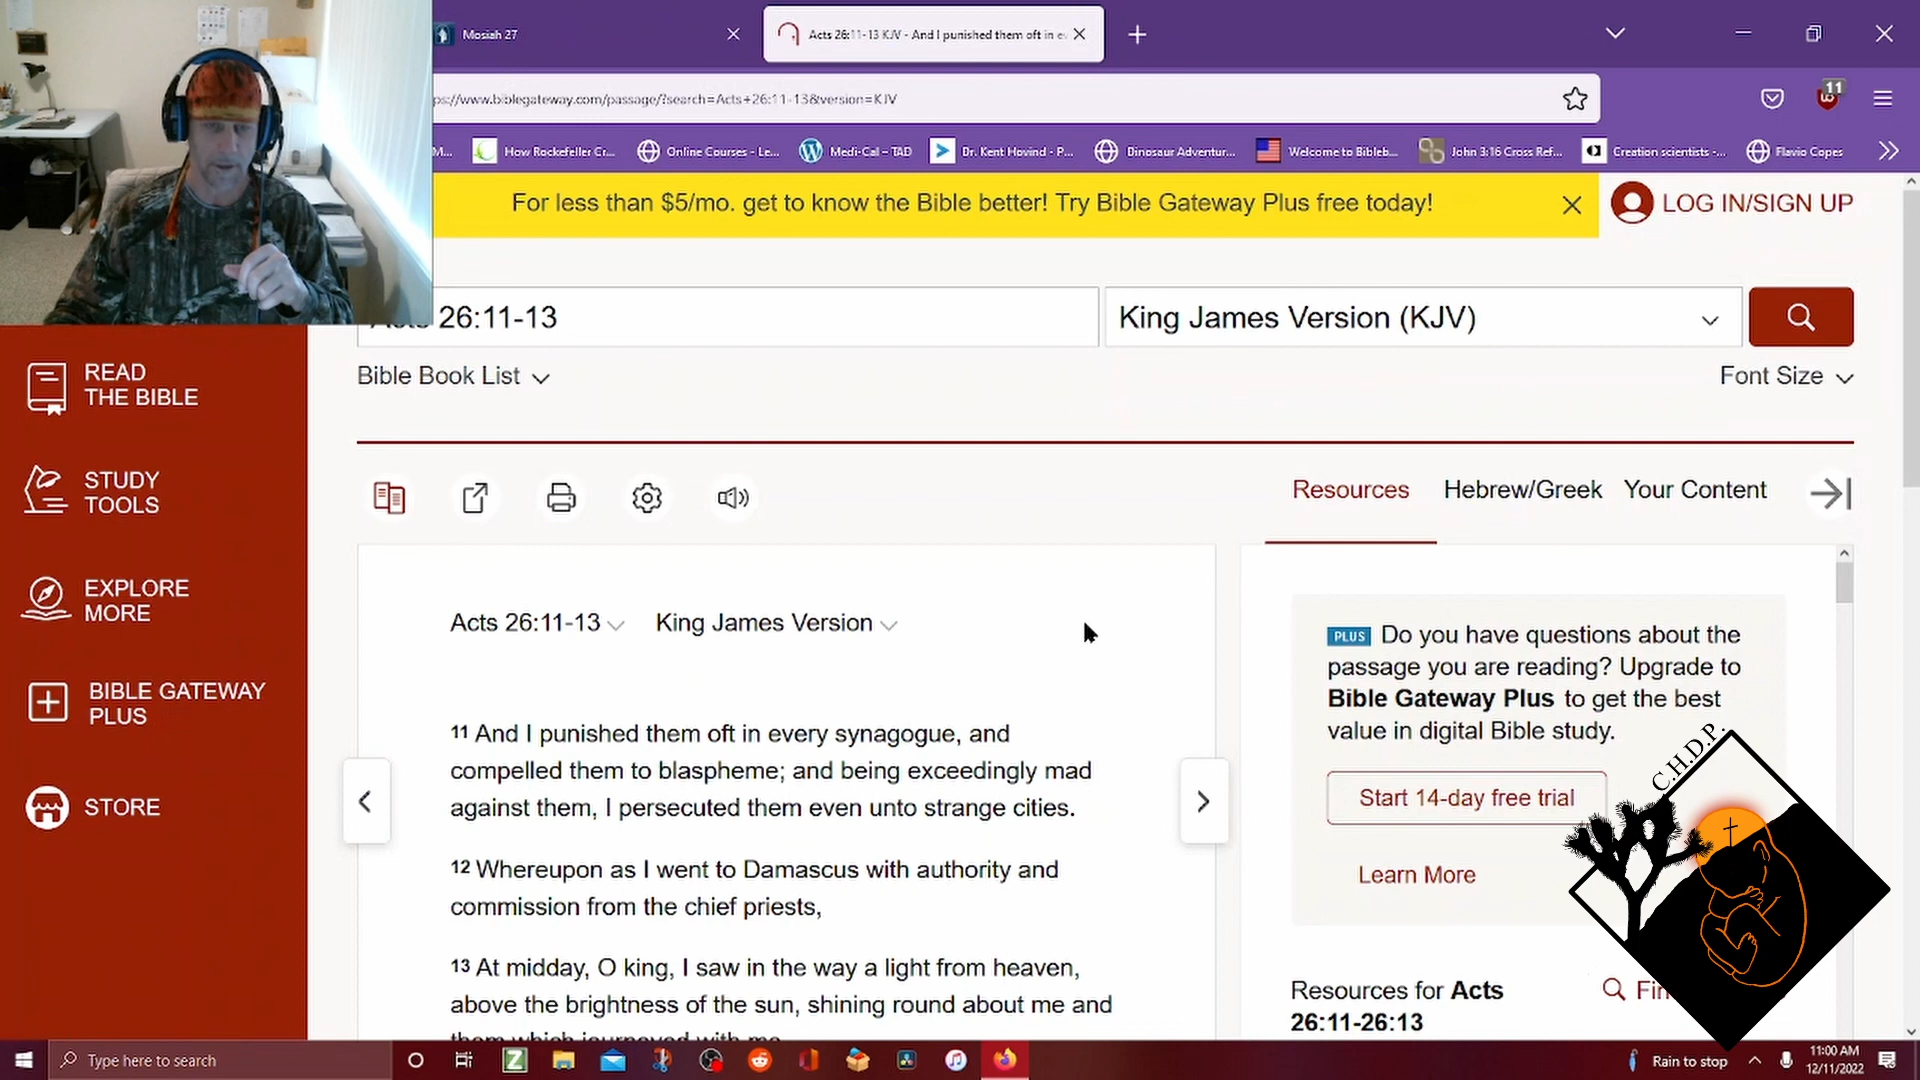 Mosiah 27
Acts 26:11-13 KJV - And I punished them oft in e
ps://www.biblegateway.com/passage/?search=Acts+26:11-13&version=KJV
11
M...
How Rockefeller Cr...
Online Courses - Le...
Medi-Cal – TAD
Dr. Kent Hovind - P...
Dinosaur Adventur...
Welcome to Bibleb...
John 3:16 Cross Ref...
Creation scientists -...
Flavio Copes
For less than $5/mo. get to know the Bible better! Try Bible Gateway Plus free today!
LOG IN/SIGN UP
Acts 26:11-13
King James Version (KJV)
Bible Book List
Font Size
READ
THE BIBLE
STUDY
TOOLS
EXPLORE
MORE
BIBLE GATEWAY
PLUS
STORE
Resources
Hebrew/Greek
Your Content
Acts 26:11-13
King James Version
11 And I punished them oft in every synagogue, and
compelled them to blaspheme; and being exceedingly mad
against them, I persecuted them even unto strange cities.
12 Whereupon as I went to Damascus with authority and
commission from the chief priests,
13 At midday, O king, I saw in the way a light from heaven,
above the brightness of the sun, shining round about me and
them which journeyed with me.
PLUS Do you have questions about the
passage you are reading? Upgrade to
Bible Gateway Plus to get the best
value in digital Bible study.
Start 14-day free trial
Learn More
C.H.D.P.
Resources for Acts
26:11-26:13
Fin
Type here to search
Rain to stop
11:00 AM
12/11/2022